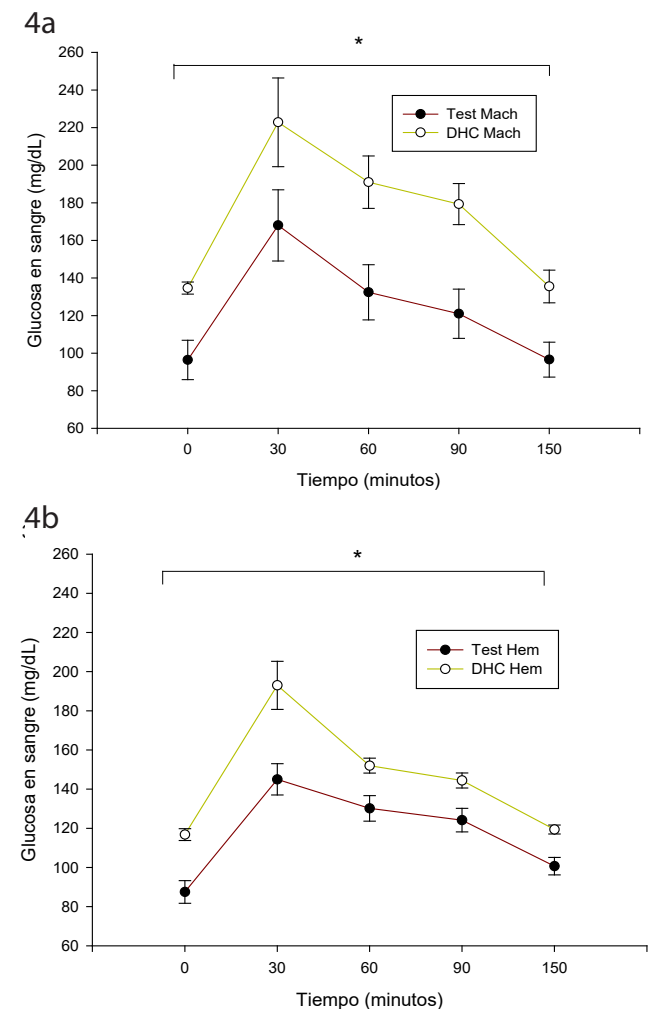 4a
*
260
240
220
200
180
160
140
120
100
80
60
Glucosa en sangre (mg/dL)
Test Mach
DHC Mach
0 30 60 90 150
Tiempo (minutos)
4b
*
260
240
220
200
180
160
140
120
100
80
60
Glucosa en sangre (mg/dL)
Test Hem
DHC Hem
0 30 60 90 150
Tiempo (minutos)